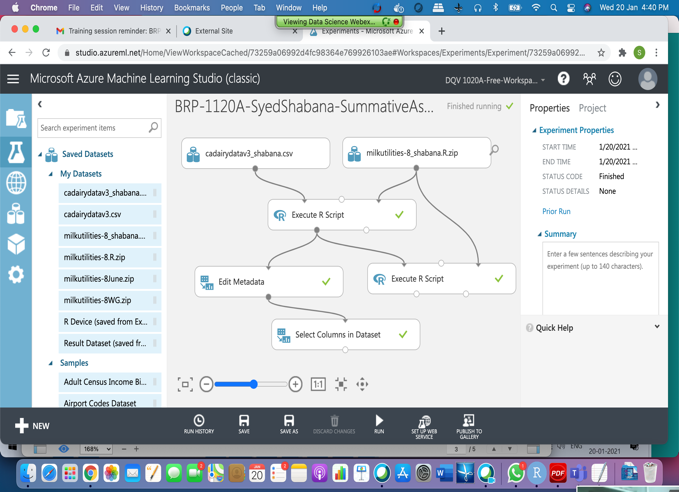 Chrome File Edit View History Bookmarks People Tab Window Help Wed 20 Jan 4:40 PM
Viewing Data Science Webex...
Training session reminder: BRP External Site Experiments - Microsoft Azure
studio.azureml.net/Home/ViewWorkspaceCached/73259a06992d4fc98364e769926103ae#Workspaces/Experiments/Experiment/73259a06992...
S
Microsoft Azure Machine Learning Studio (classic) DQV 1020A-Free-Workspa...
BRP-1120A-SyedShabana-SummativeAs... Finished running
Properties Project
Search experiment items
Saved Datasets
My Datasets
cadairydatav3_shabana....
cadairydatav3.csv
milkutilities-8_shabana....
milkutilities-8.R.zip
milkutilities-8June.zip
milkutilities-8WG.zip
R Device (saved from Ex...
Result Dataset (saved fr...
Samples
Adult Census Income Bi...
Airport Codes Dataset
cadairydatav3_shabana.csv
milkutilities-8_shabana.R.zip
Execute R Script
Edit Metadata
Execute R Script
Select Columns in Dataset
1:1
Experiment Properties
START TIME 1/20/2021 ...
END TIME 1/20/2021 ...
STATUS CODE Finished
STATUS DETAILS None
Prior Run
Summary
Enter a few sentences describing your
experiment (up to 140 characters).
Quick Help
NEW
RUN HISTORY
SAVE
SAVE AS
DISCARD CHANGES
RUN
SET UP WEB
SERVICE
PUBLISH TO
GALLERY
168% 3 / 5
20-01-2021